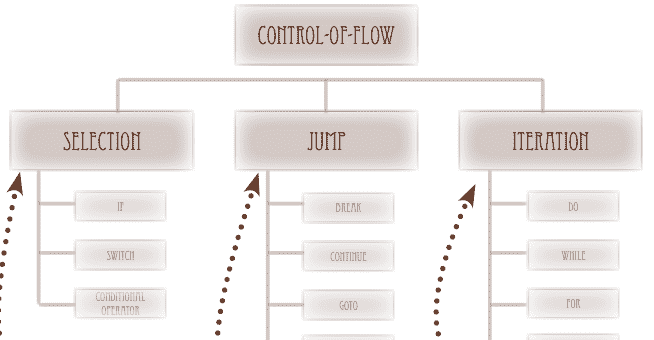 CONTROL-OF-FLOW
SELECTION
JUMP
ITERATION
IF
SWITCH
CONDITIONAL
OPERATOR
BREAK
CONTINUE
GOTO
DO
WHILE
FOR